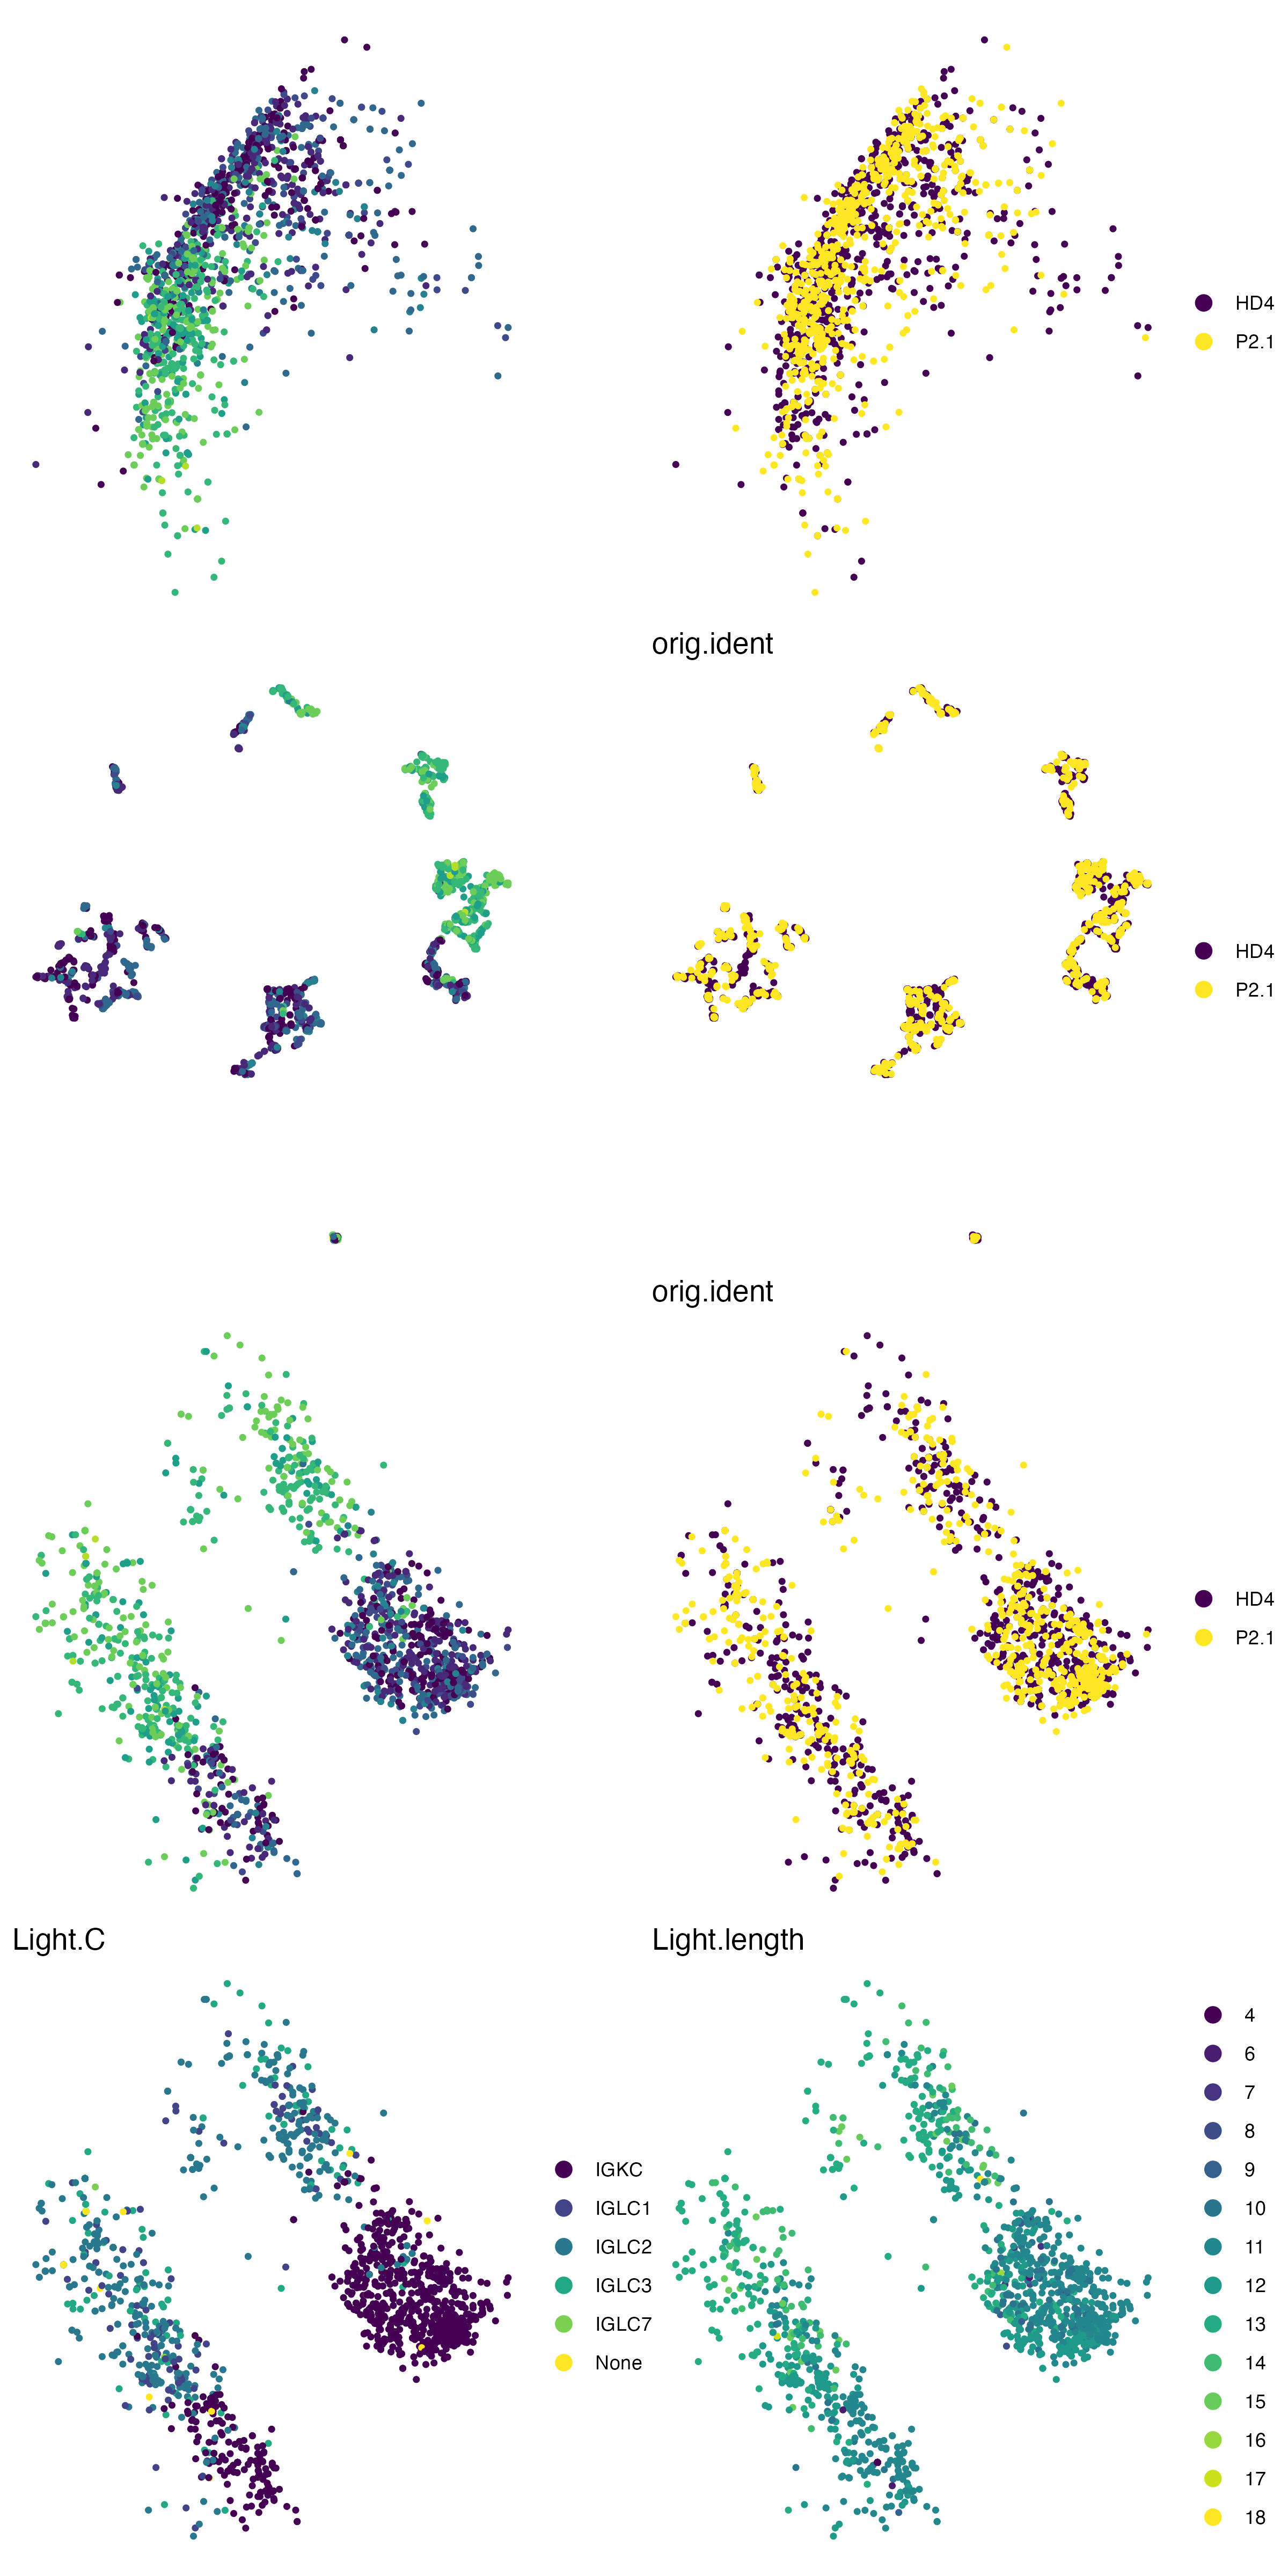 HD4
P2.1
orig.ident
HD4
P2.1
orig.ident
HD4
P2.1
Light.C
Light.length
IGKC
IGLC1
IGLC2
IGLC3
IGLC7
None
4
6
7
8
9
10
11
12
13
14
15
16
17
18